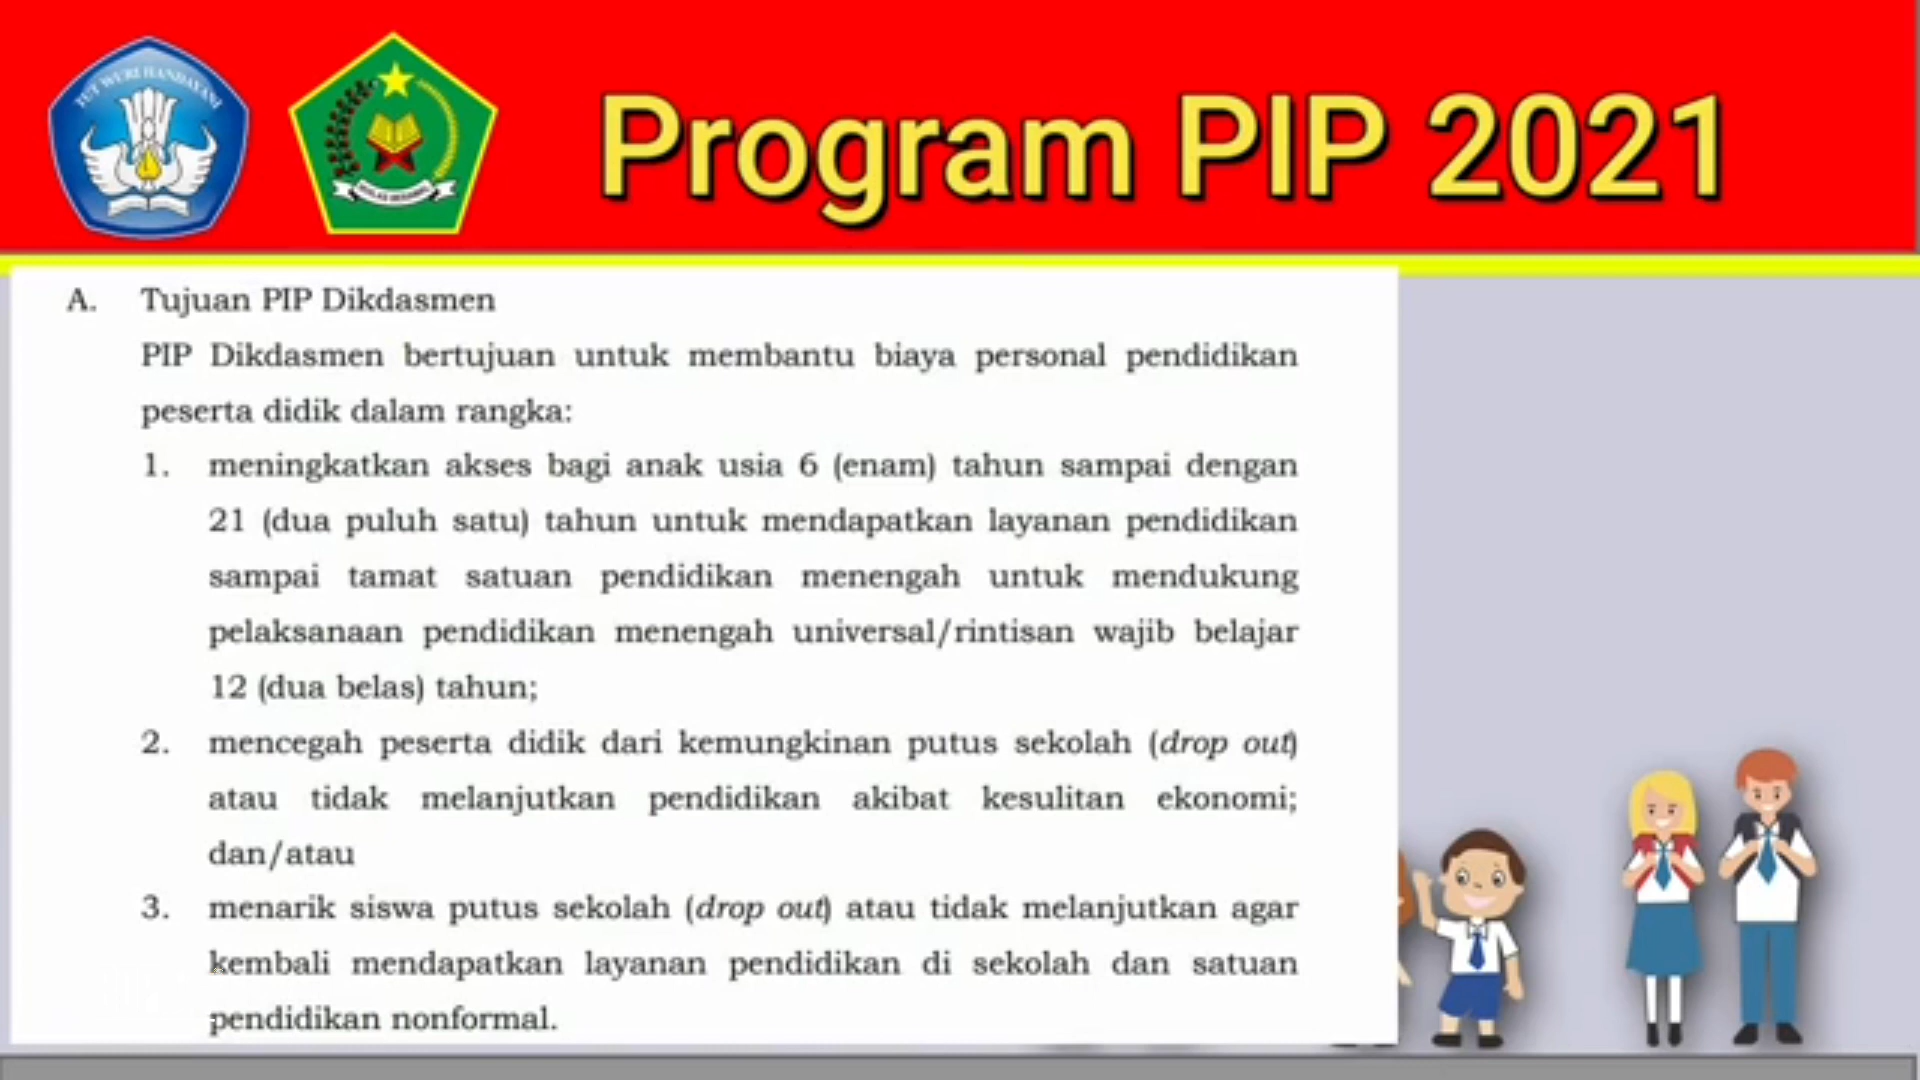 TUT WURI HANDAYANI
Program PIP 2021
A. Tujuan PIP Dikdasmen
PIP Dikdasmen bertujuan untuk membantu biaya personal pendidikan
peserta didik dalam rangka:
1. meningkatkan akses bagi anak usia 6 (enam) tahun sampai dengan
21 (dua puluh satu) tahun untuk mendapatkan layanan pendidikan
sampai tamat satuan pendidikan menengah untuk mendukung
pelaksanaan pendidikan menengah universal/rintisan wajib belajar
12 (dua belas) tahun;
2. mencegah peserta didik dari kemungkinan putus sekolah (drop out)
atau tidak melanjutkan pendidikan akibat kesulitan ekonomi;
dan/atau
3. menarik siswa putus sekolah (drop out) atau tidak melanjutkan agar
kembali mendapatkan layanan pendidikan di sekolah dan satuan
pendidikan nonformal.